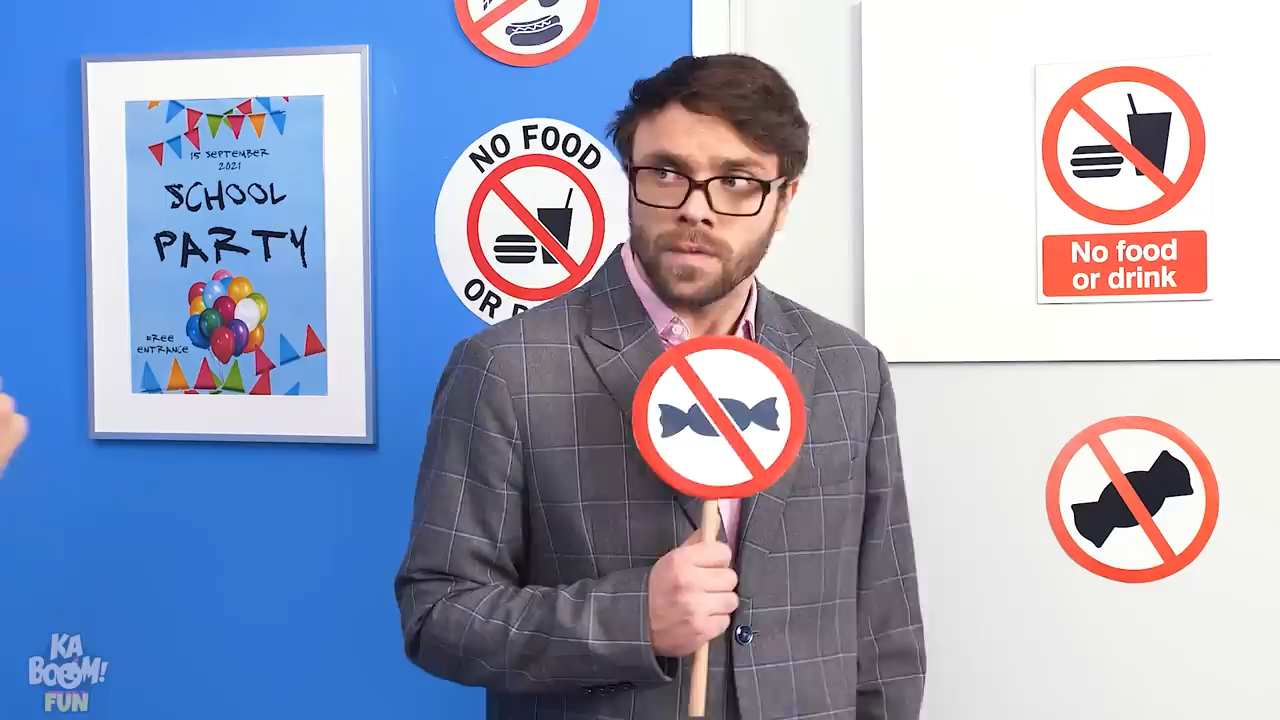 15 SEPTEMBER
2021
SCHOOL
PARTY
FREE
ENTRANCE
NO FOOD
OR
No food
or drink
KA
BOOM!
FUN